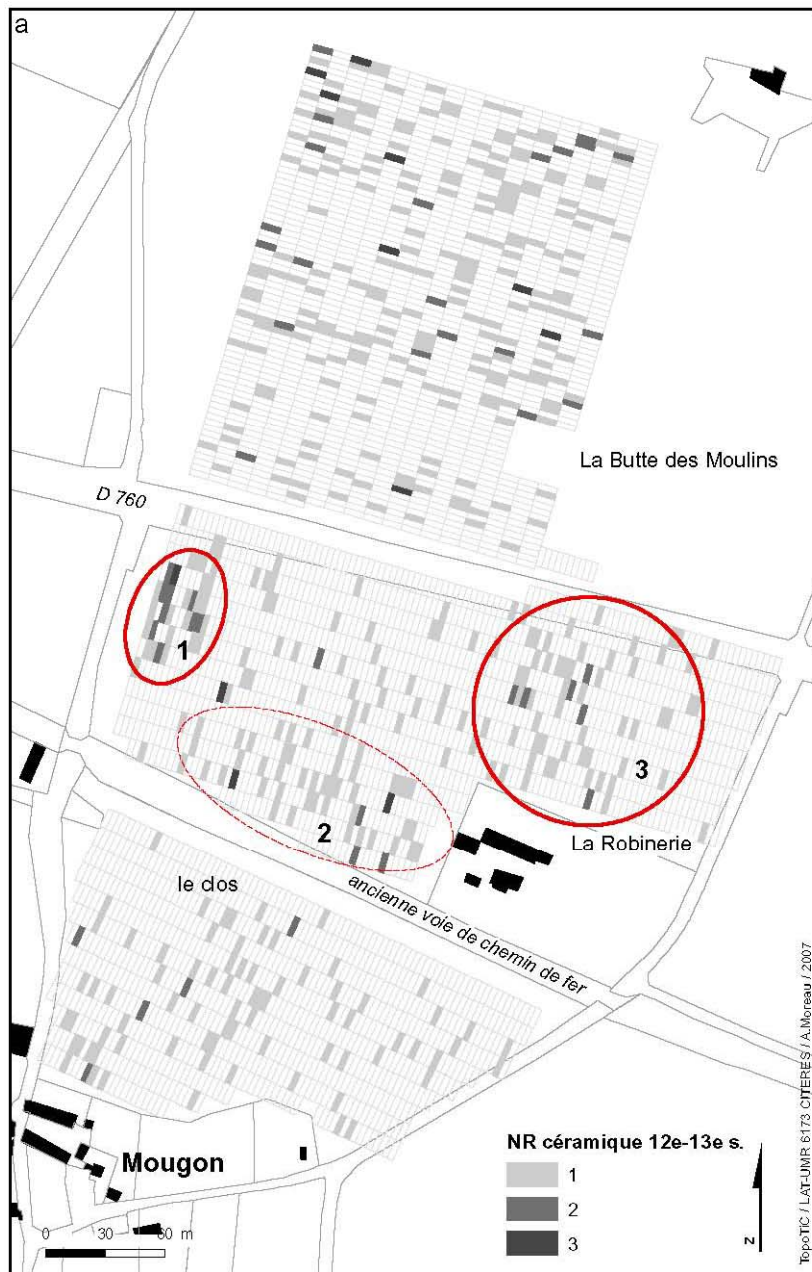 a
La Butte des Moulins
D 760
1
3
2
La Robinerie
le clos
ancienne voie de chemin de fer
Mougon
0 30 60 m
NR céramique 12e-13e s.
1
2
3
N
TopoTiC / LAT-UMR 6173 CITERES / A.Moreau / 2007